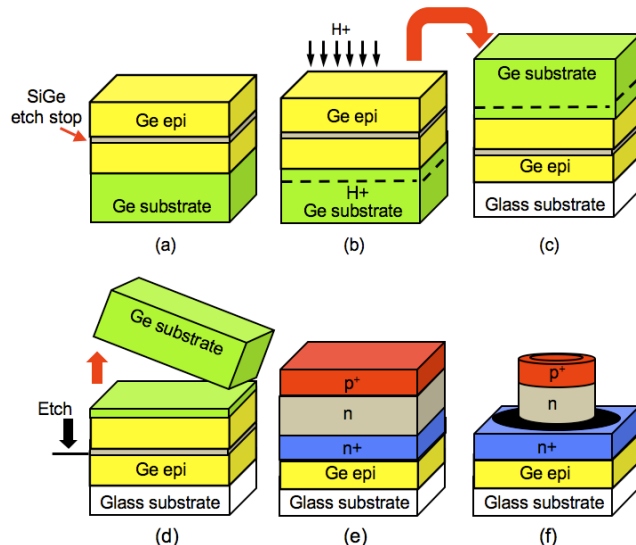 H+
SiGe
etch stop
Ge epi
Ge substrate
(a)
Ge epi
H+
Ge substrate
(b)
Ge substrate
Ge epi
Glass substrate
(c)
Ge substrate
Etch
Ge epi
Glass substrate
(d)
p+
n
n+
Ge epi
Glass substrate
(e)
p+
n
n+
Ge epi
Glass substrate
(f)